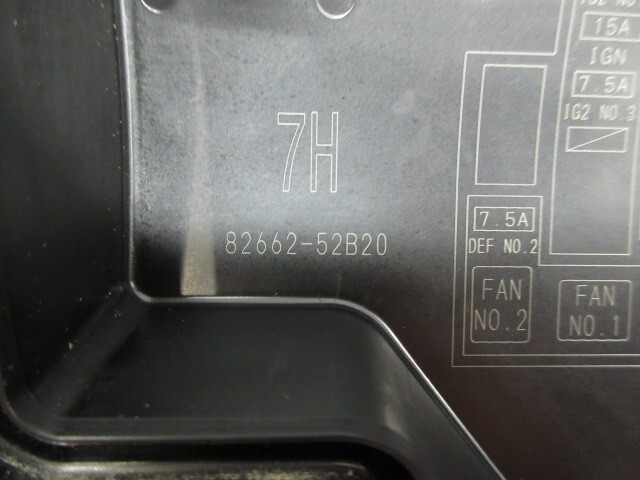 15A
IGN
7.5A
IG2 NO.3
7H
7.5A
82662-52B20
DEF NO.2
FAN
NO.2
FAN
NO.1